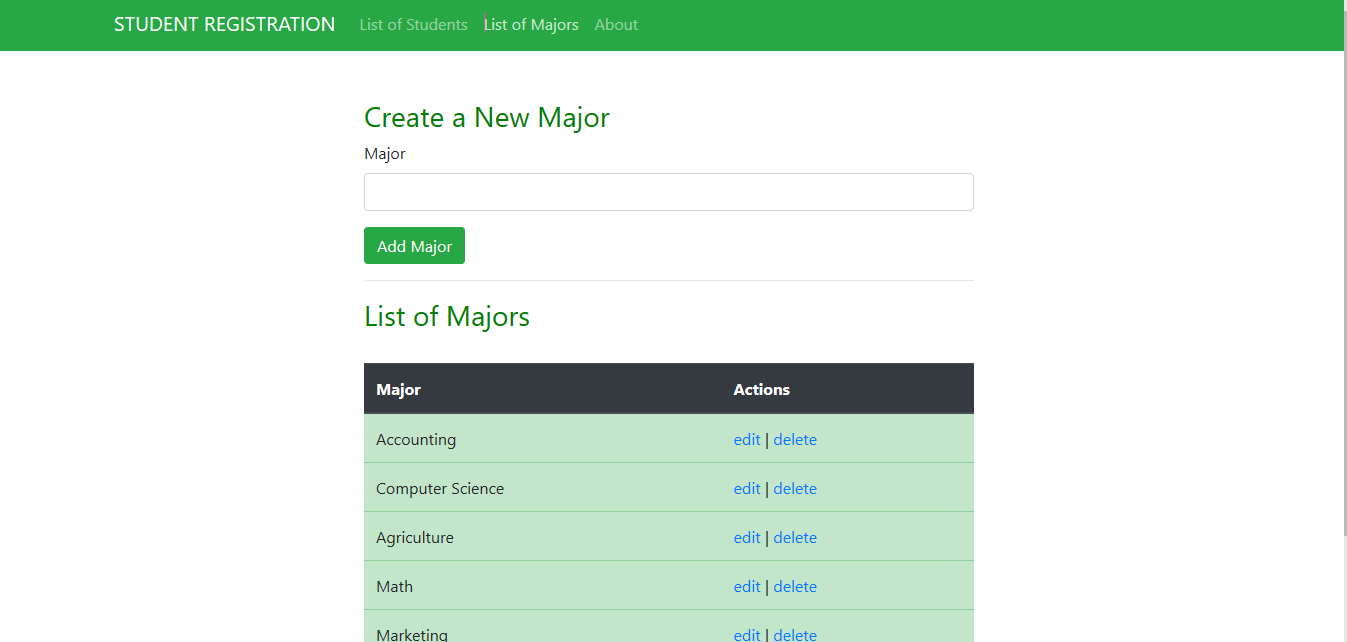 STUDENT REGISTRATION List of Students List of Majors About
Create a New Major
Major
Add Major
List of Majors
Major Actions
Accounting edit | delete
Computer Science edit | delete
Agriculture edit | delete
Math edit | delete
Marketing edit | delete